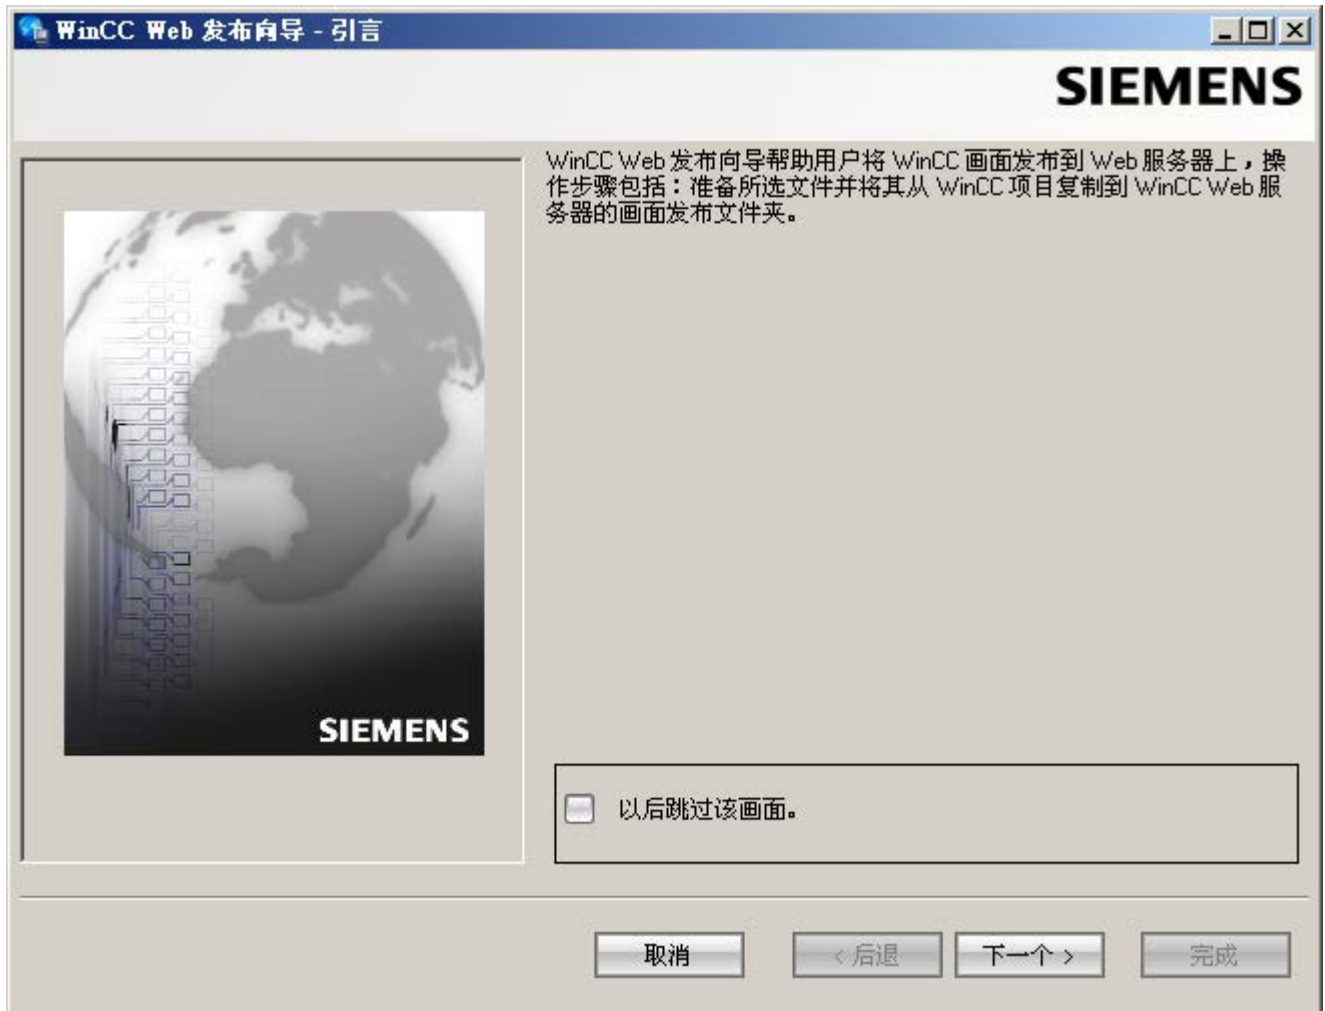 WinCC Web 发布向导 - 引言
SIEMENS
WinCC Web 发布向导帮助用户将 WinCC 画面发布到 Web 服务器上，操
作步骤包括：准备所选文件并将其从 WinCC 项目复制到 WinCC Web 服
务器的画面发布文件夹。
SIEMENS
以后跳过该画面。
取消
< 后退
下一个 >
完成